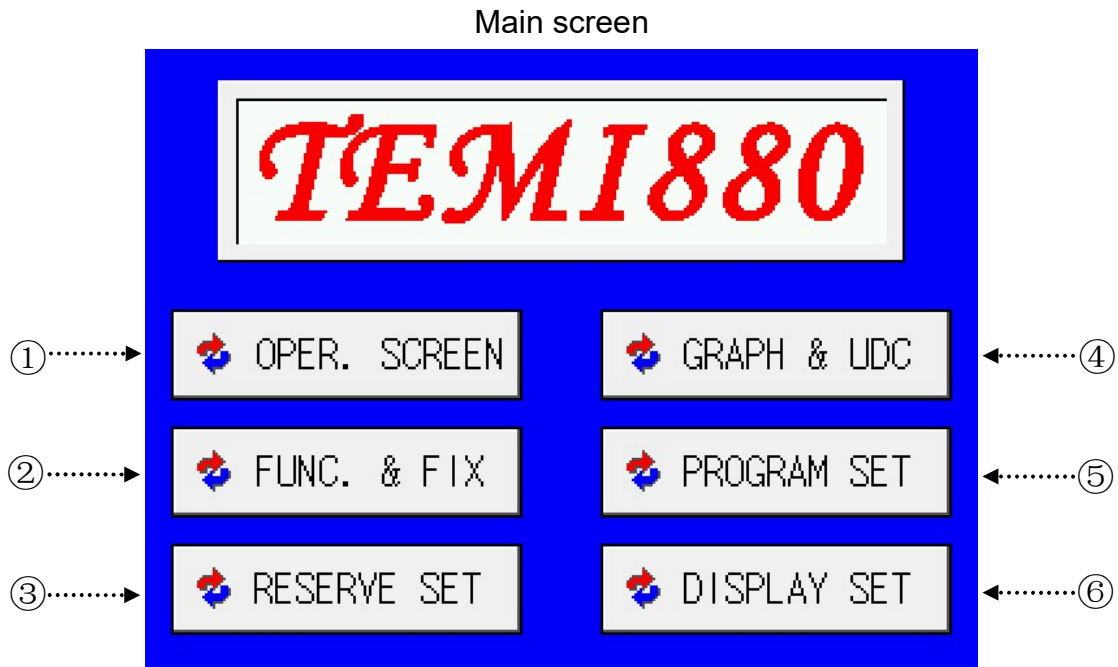 Main screen
TEMI880
① OPER. SCREEN GRAPH & UDC ④
② FUNC. & FIX PROGRAM SET ⑤
③ RESERVE SET DISPLAY SET ⑥